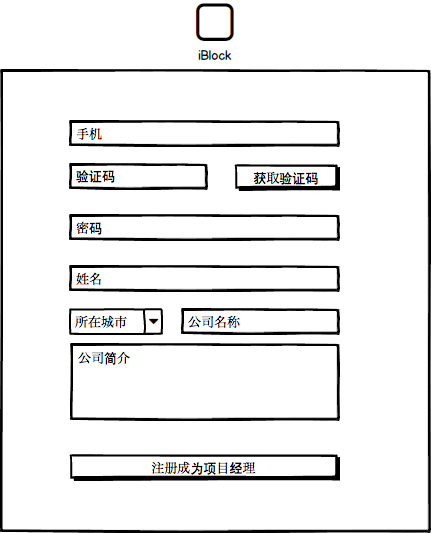 iBlock
手机
验证码
获取验证码
密码
姓名
所在城市
公司名称
公司简介
注册成为项目经理